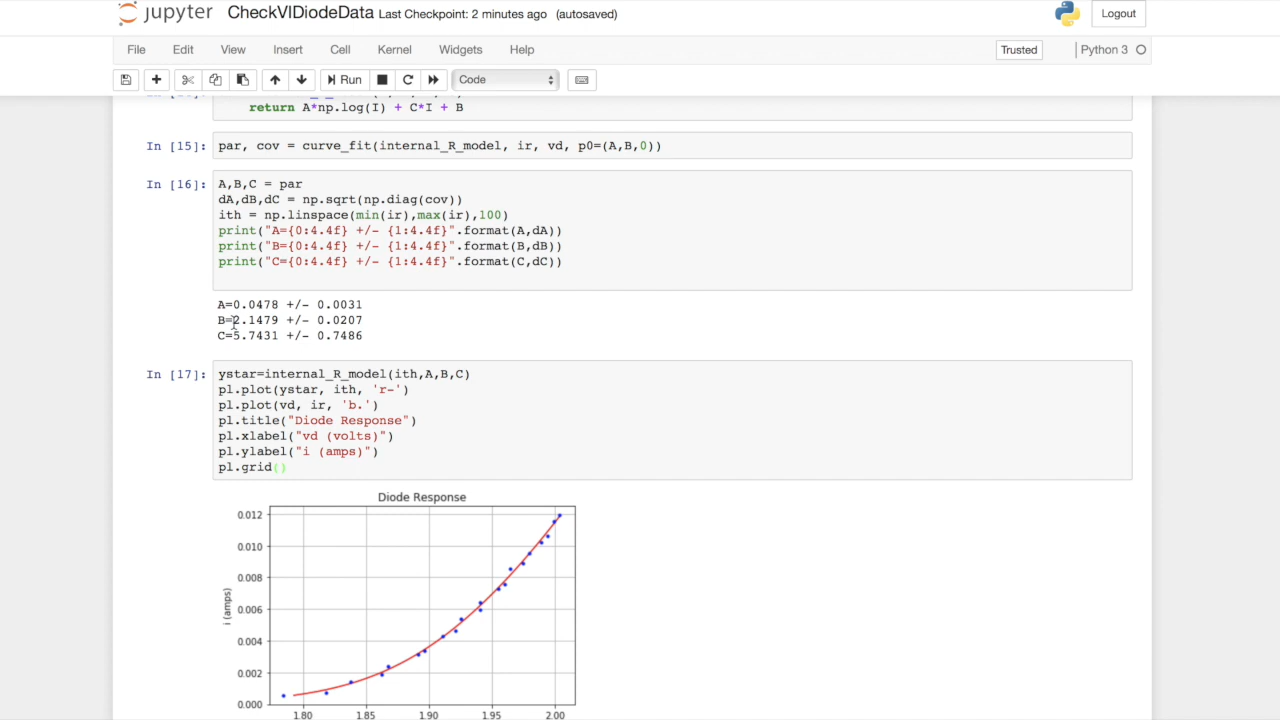 jupyter CheckVIDiodeData Last Checkpoint: 2 minutes ago (autosaved)
Logout
File Edit View Insert Cell Kernel Widgets Help
Trusted
Python 3
Run
Code
return A*np.log(I) + C*I + B
In [15]: par, cov = curve_fit(internal_R_model, ir, vd, p0=(A,B,0))
In [16]: A,B,C = par
dA,dB,dC = np.sqrt(np.diag(cov))
ith = np.linspace(min(ir),max(ir),100)
print("A={0:4.4f} +/- {1:4.4f}".format(A,dA))
print("B={0:4.4f} +/- {1:4.4f}".format(B,dB))
print("C={0:4.4f} +/- {1:4.4f}".format(C,dC))
A=0.0478 +/- 0.0031
B=2.1479 +/- 0.0207
C=5.7431 +/- 0.7486
In [17]: ystar=internal_R_model(ith,A,B,C)
pl.plot(ystar, ith, 'r-')
pl.plot(vd, ir, 'b.')
pl.title("Diode Response")
pl.xlabel("vd (volts)")
pl.ylabel("i (amps)")
pl.grid()
Diode Response
0.012
0.010
0.008
0.006
0.004
0.002
0.000
i (amps)
1.80 1.85 1.90 1.95 2.00